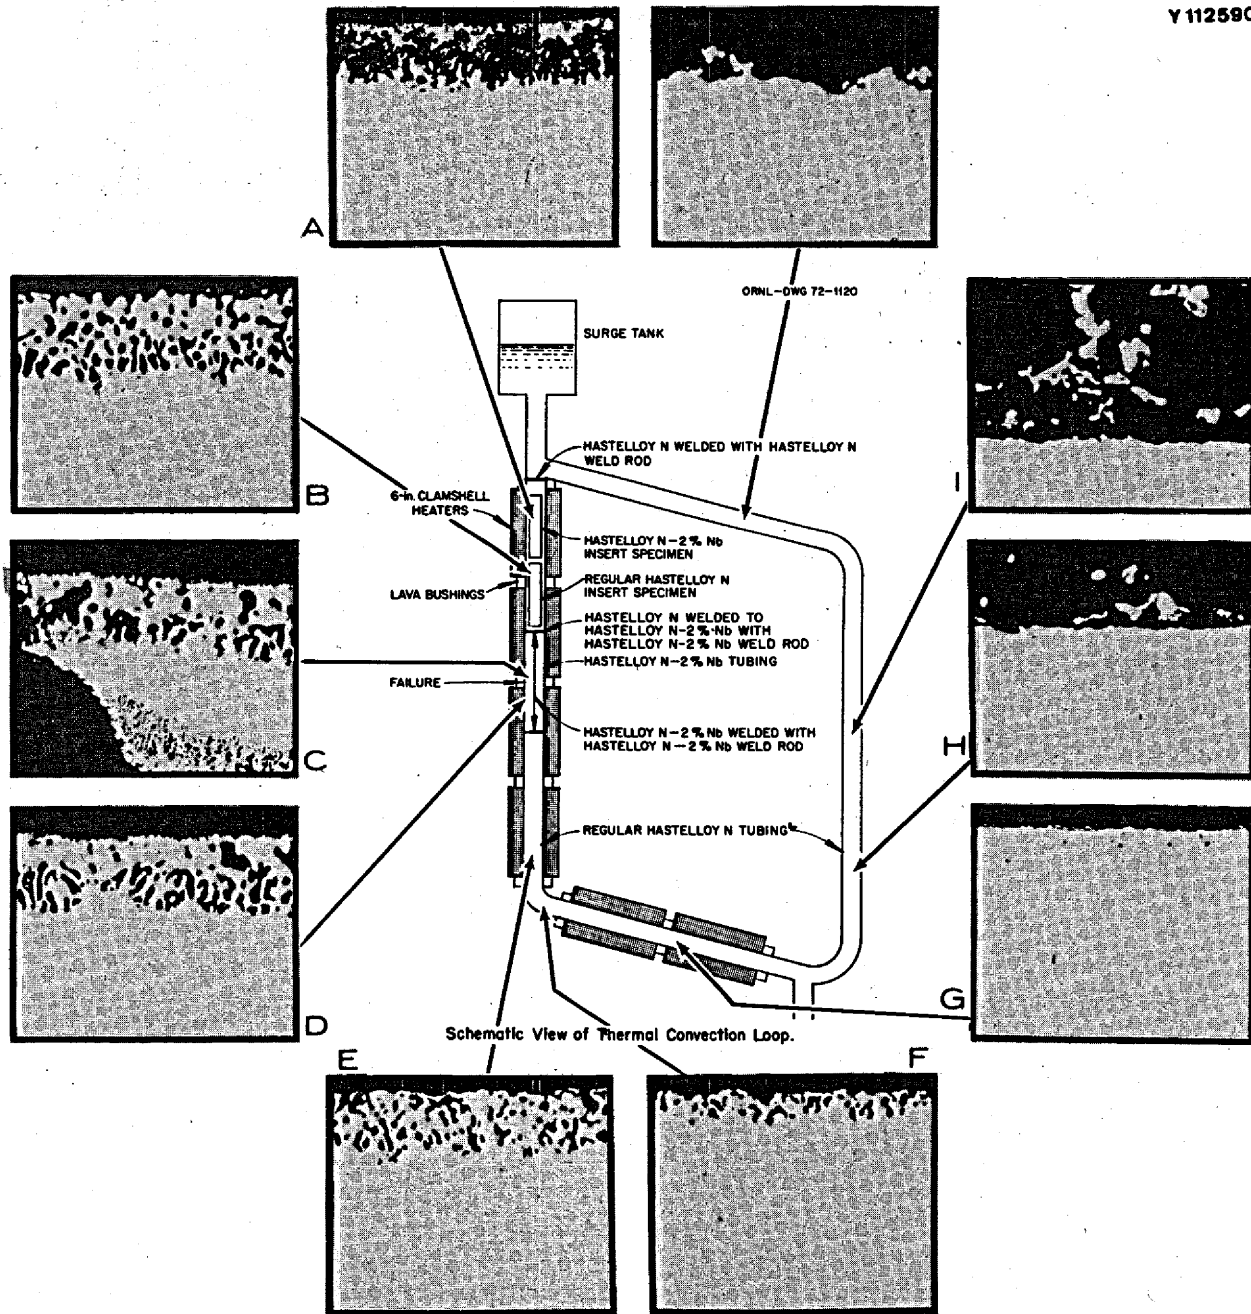 Y 112590
A
ORNL-DWG 72-1120
SURGE TANK
B
HASTELLOY N WELDED WITH HASTELLOY N
WELD ROD
I
6-in. CLAMSHELL
HEATERS
HASTELLOY N-2% Nb
INSERT SPECIMEN
LAVA BUSHINGS
REGULAR HASTELLOY N
INSERT SPECIMEN
HASTELLOY N WELDED TO
HASTELLOY N-2% Nb WITH
HASTELLOY N-2% Nb WELD ROD
HASTELLOY N-2% Nb TUBING
FAILURE
C
HASTELLOY N-2% Nb WELDED WITH
HASTELLOY N-2% Nb WELD ROD
H
REGULAR HASTELLOY N TUBING
D
G
Schematic View of Thermal Convection Loop.
E
F